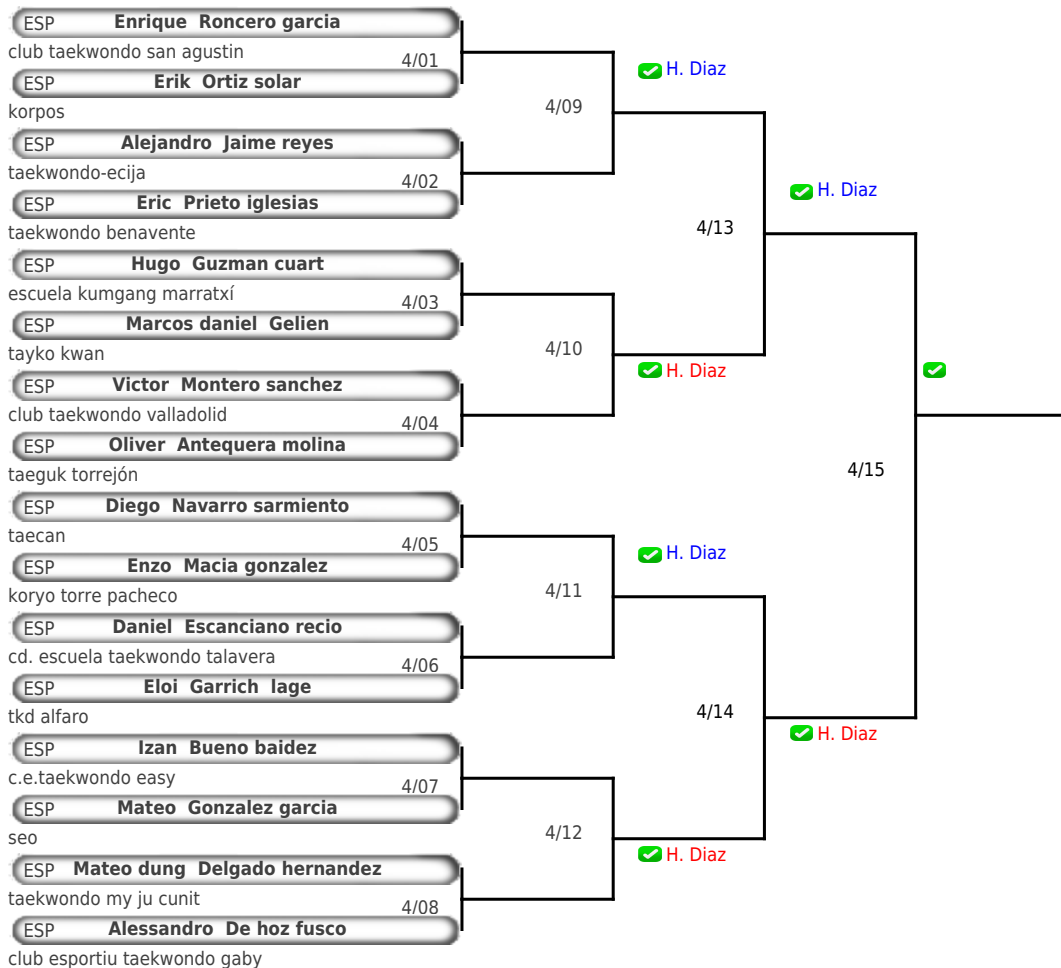 ESP Enrique Roncero garcia
club taekwondo san agustin
4/01
ESP Erik Ortiz solar
korpos
4/09
H. Diaz
ESP Alejandro Jaime reyes
taekwondo-ecija
4/02
ESP Eric Prieto iglesias
taekwondo benavente
4/13
H. Diaz
ESP Hugo Guzman cuart
escuela kumgang marratxí
4/03
ESP Marcos daniel Gelien
tayko kwan
4/10
H. Diaz
ESP Victor Montero sanchez
club taekwondo valladolid
4/04
ESP Oliver Antequera molina
taeguk torrejón
4/15
ESP Diego Navarro sarmiento
taecan
4/05
ESP Enzo Macia gonzalez
koryo torre pacheco
4/11
H. Diaz
ESP Daniel Escanciano recio
cd. escuela taekwondo talavera
4/06
ESP Eloi Garrich lage
tkd alfaro
4/14
H. Diaz
ESP Izan Bueno baidez
c.e.taekwondo easy
4/07
ESP Mateo Gonzalez garcia
seo
4/12
H. Diaz
ESP Mateo dung Delgado hernandez
taekwondo my ju cunit
4/08
ESP Alessandro De hoz fusco
club esportiu taekwondo gaby